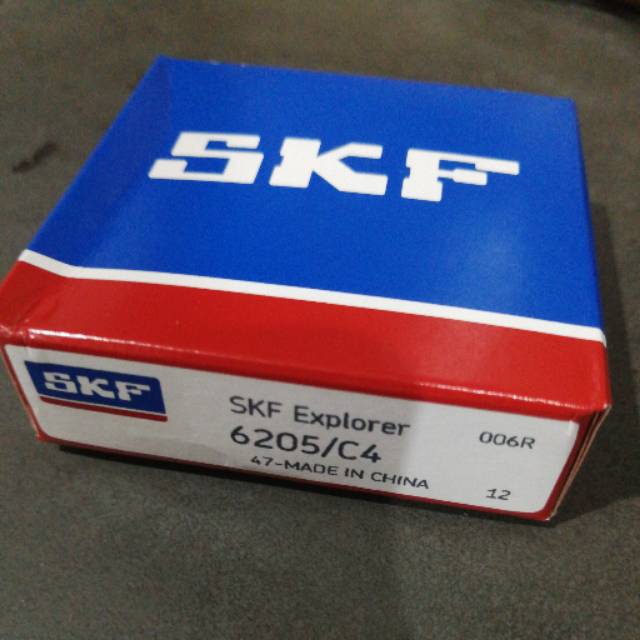 SKF
SKF
SKF Explorer
6205/C4
47-MADE IN CHINA
006R
12